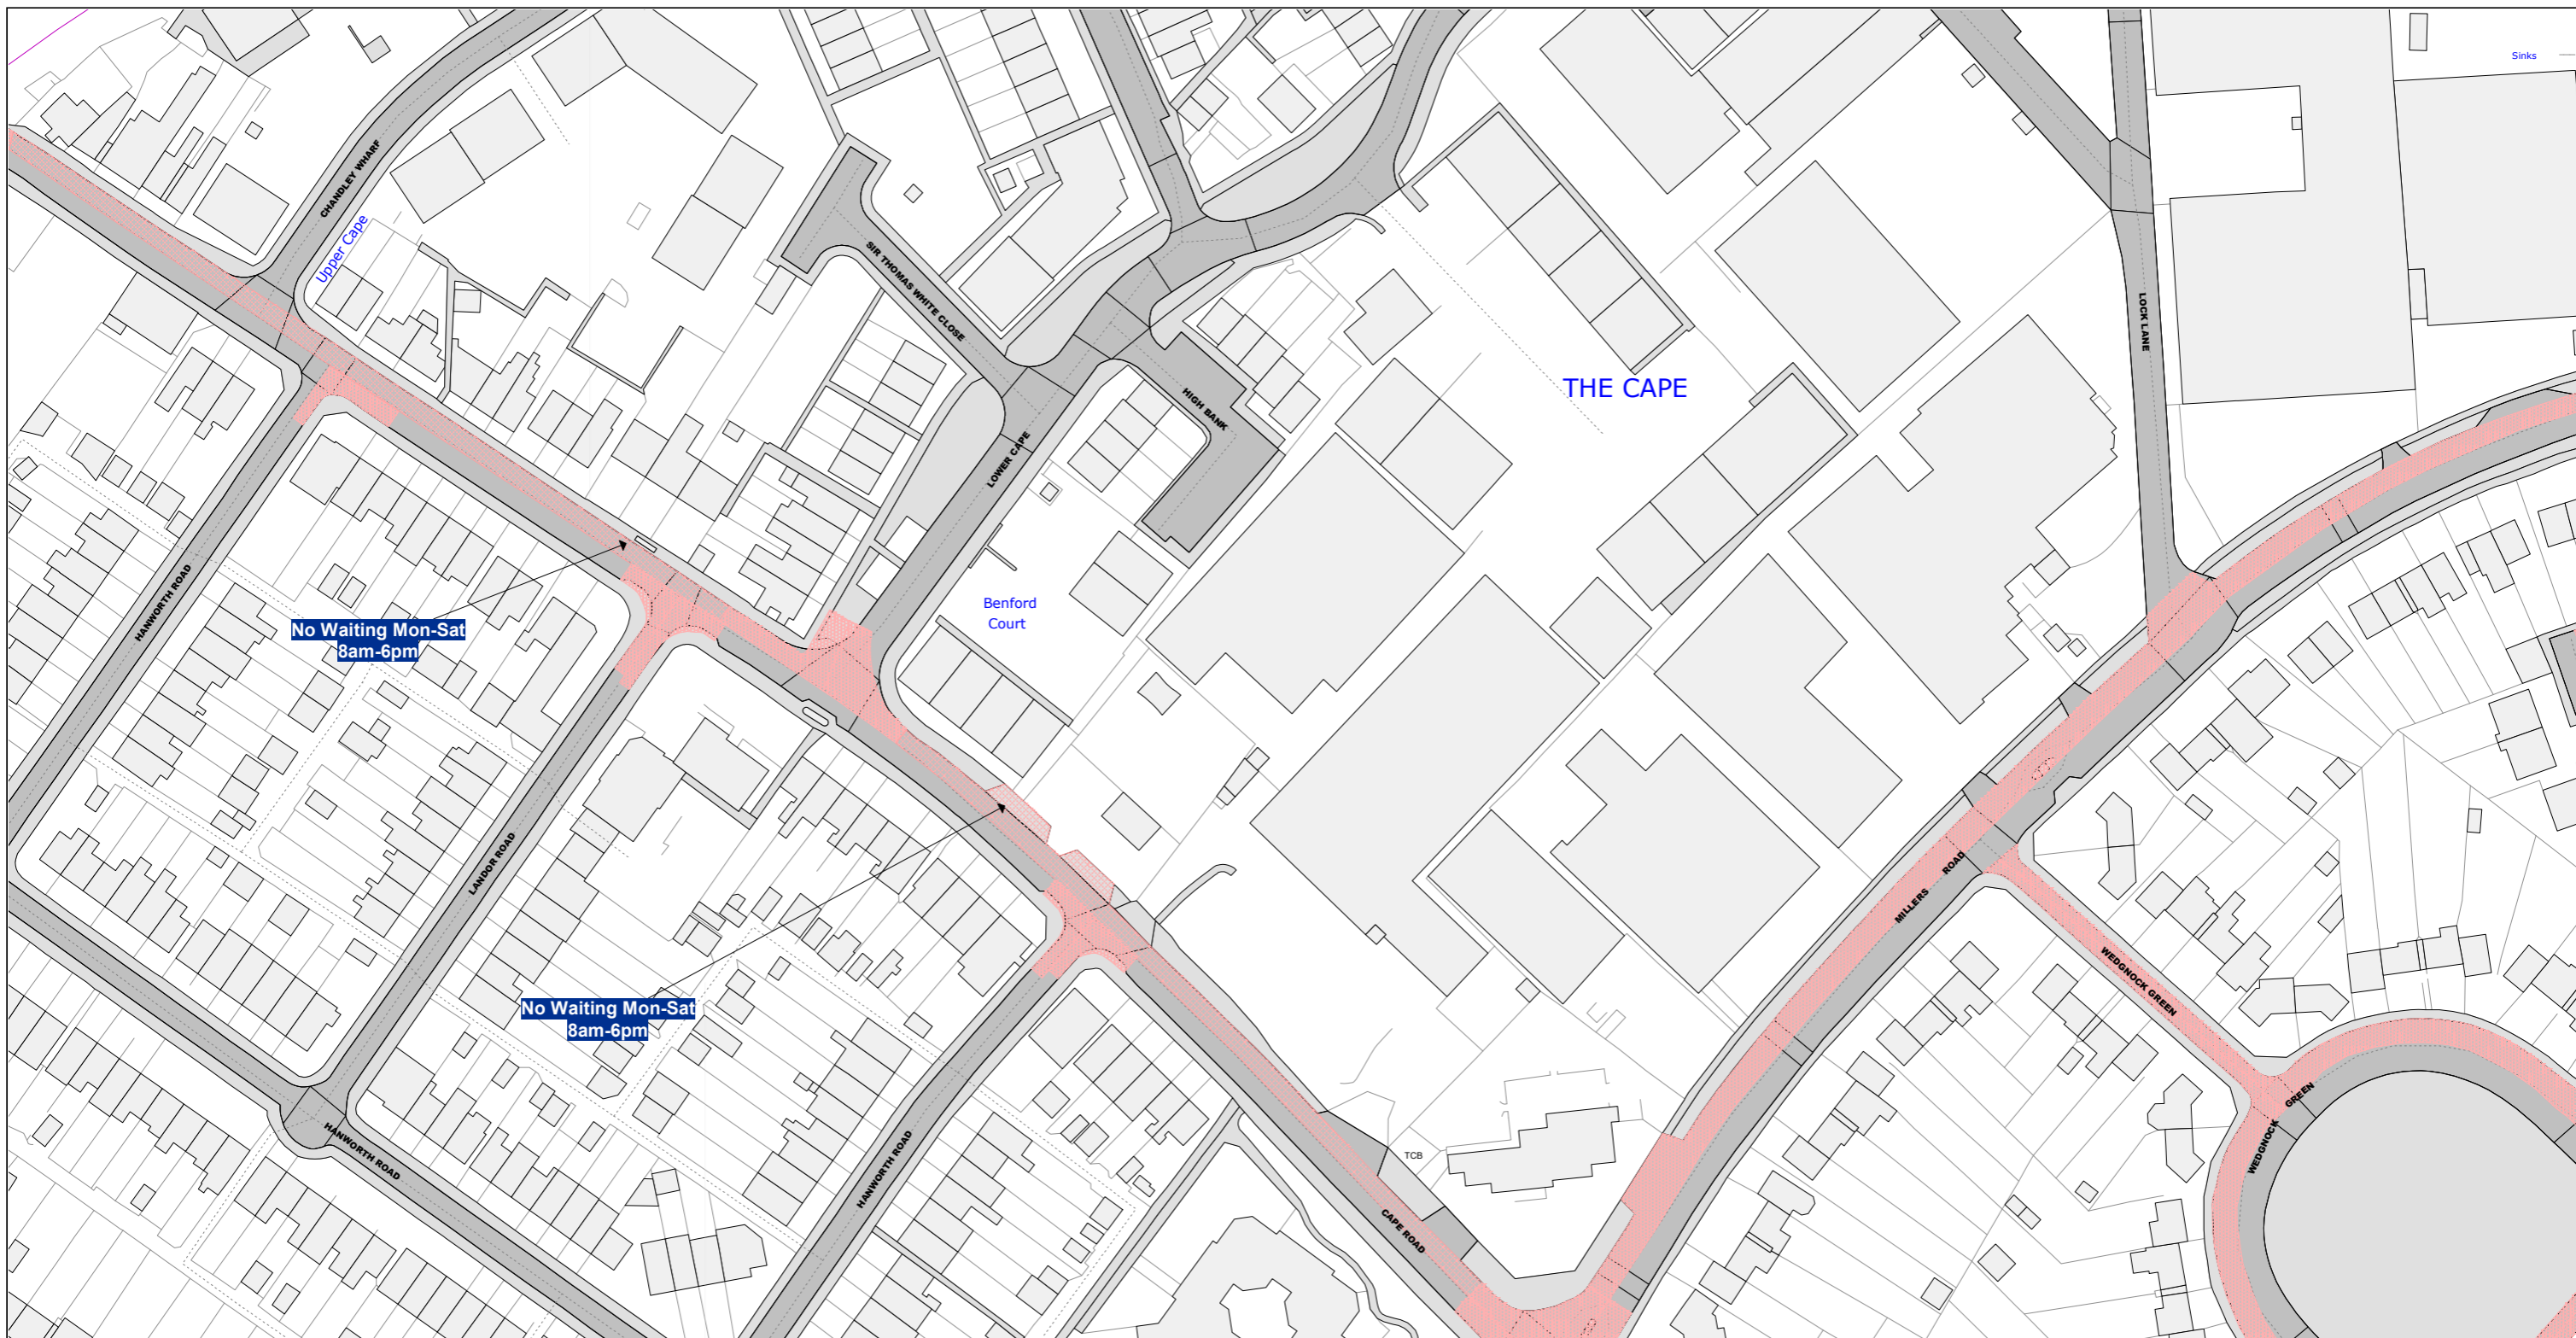 Sinks
CHANDLEY WHARF
Upper Cape
SIR THOMAS WHITE CLOSE
LOCK LANE
THE CAPE
HIGH BANK
LOWER CAPE
HANWORTH ROAD
Benford
Court
No Waiting Mon-Sat
8am-6pm
LANDOR ROAD
MILLERS ROAD
WEDGNOCK GREEN
No Waiting Mon-Sat
8am-6pm
WEDGNOCK GREEN
HANWORTH ROAD
HANWORTH ROAD
TCB
CAPE ROAD